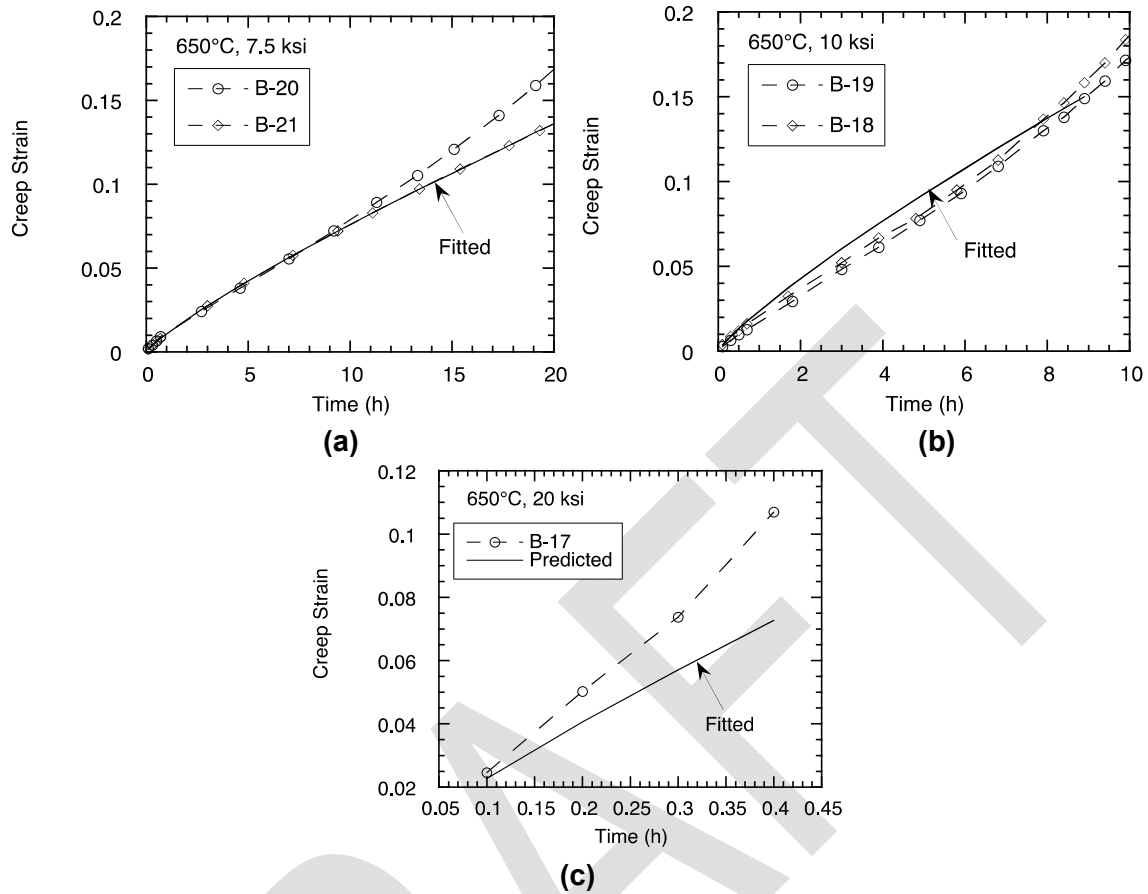 650°C, 7.5 ksi
B-20
B-21
Fitted
Creep Strain
0.2
0.15
0.1
0.05
0
0 5 10 15 20
Time (h)
(a)
650°C, 10 ksi
B-19
B-18
Fitted
Creep Strain
0.2
0.15
0.1
0.05
0
0 2 4 6 8 10
Time (h)
(b)
650°C, 20 ksi
B-17
Predicted
Fitted
Creep Strain
0.12
0.1
0.08
0.06
0.04
0.02
0.05 0.1 0.15 0.2 0.25 0.3 0.35 0.4 0.45
Time (h)
(c)
RAFT